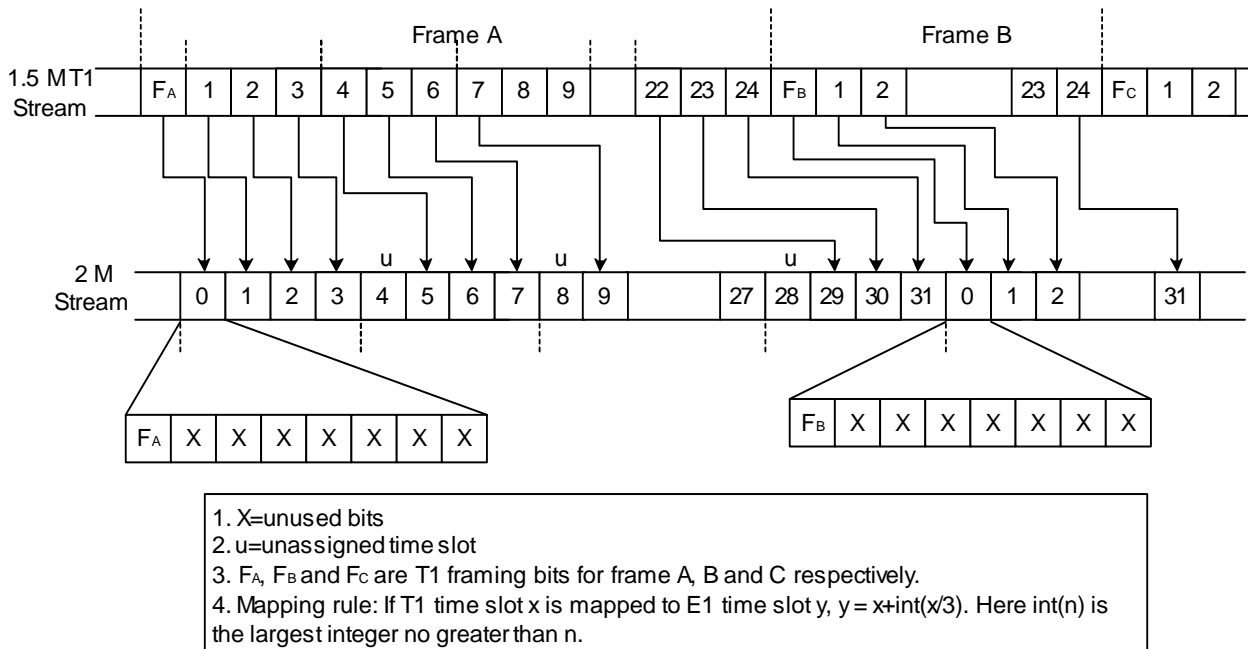 Frame A Frame B
1.5 M T1 Stream
FA 1 2 3 4 5 6 7 8 9 22 23 24 FB 1 2 23 24 FC 1 2
u u u
2 M Stream
0 1 2 3 4 5 6 7 8 9 27 28 29 30 31 0 1 2 31
FA X X X X X X X
FB X X X X X X X
1. X=unused bits
2. u=unassigned time slot
3. FA, FB and FC are T1 framing bits for frame A, B and C respectively.
4. Mapping rule: If T1 time slot x is mapped to E1 time slot y, y = x+int(x/3). Here int(n) is
the largest integer no greater than n.